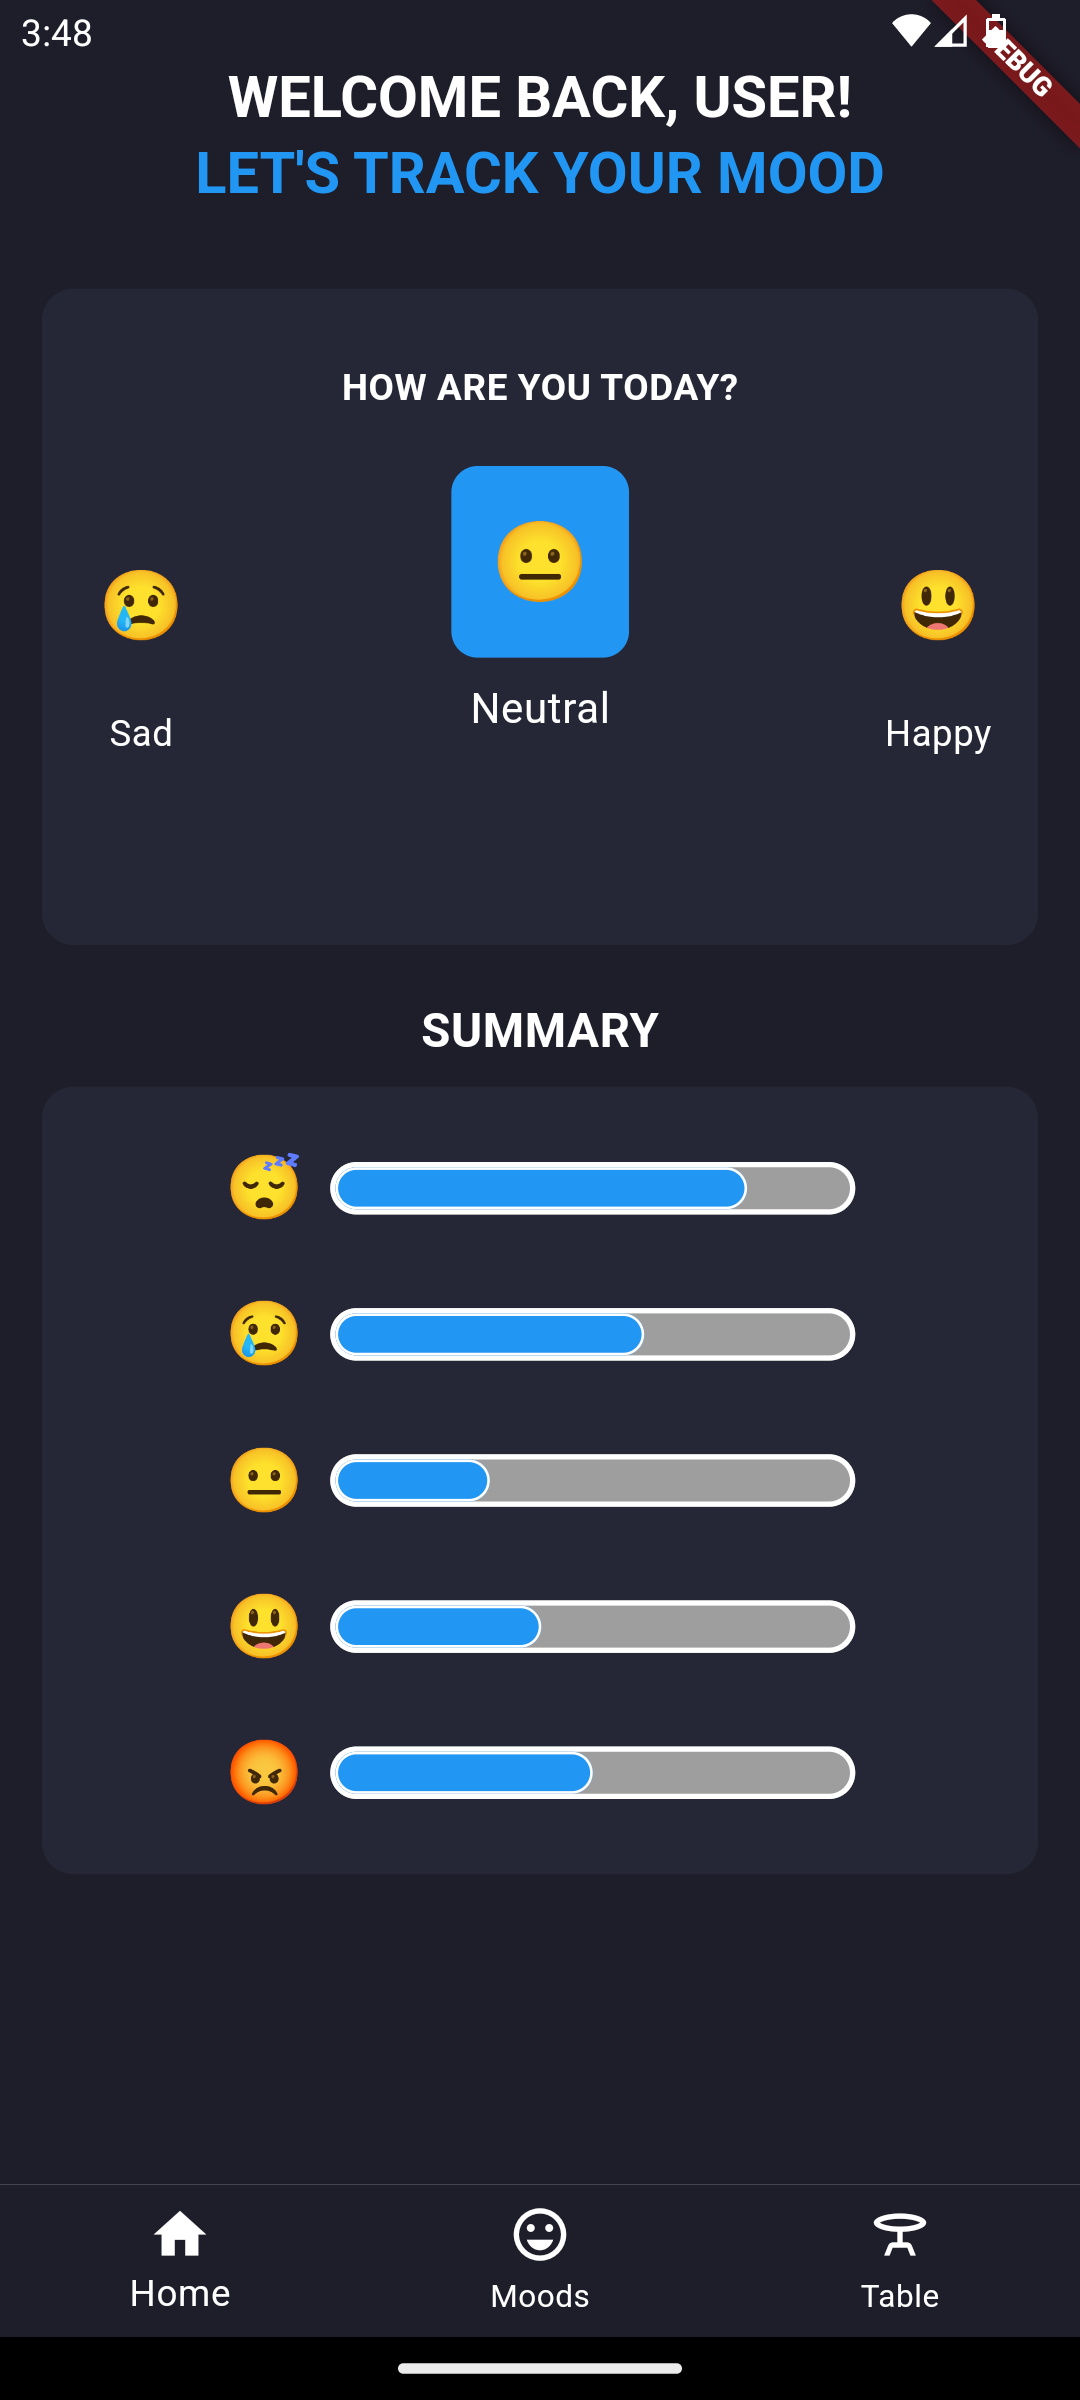 3:48
WELCOME BACK, USER!
LET'S TRACK YOUR MOOD
HOW ARE YOU TODAY?
Sad
Neutral
Happy
SUMMARY
Home
Moods
Table